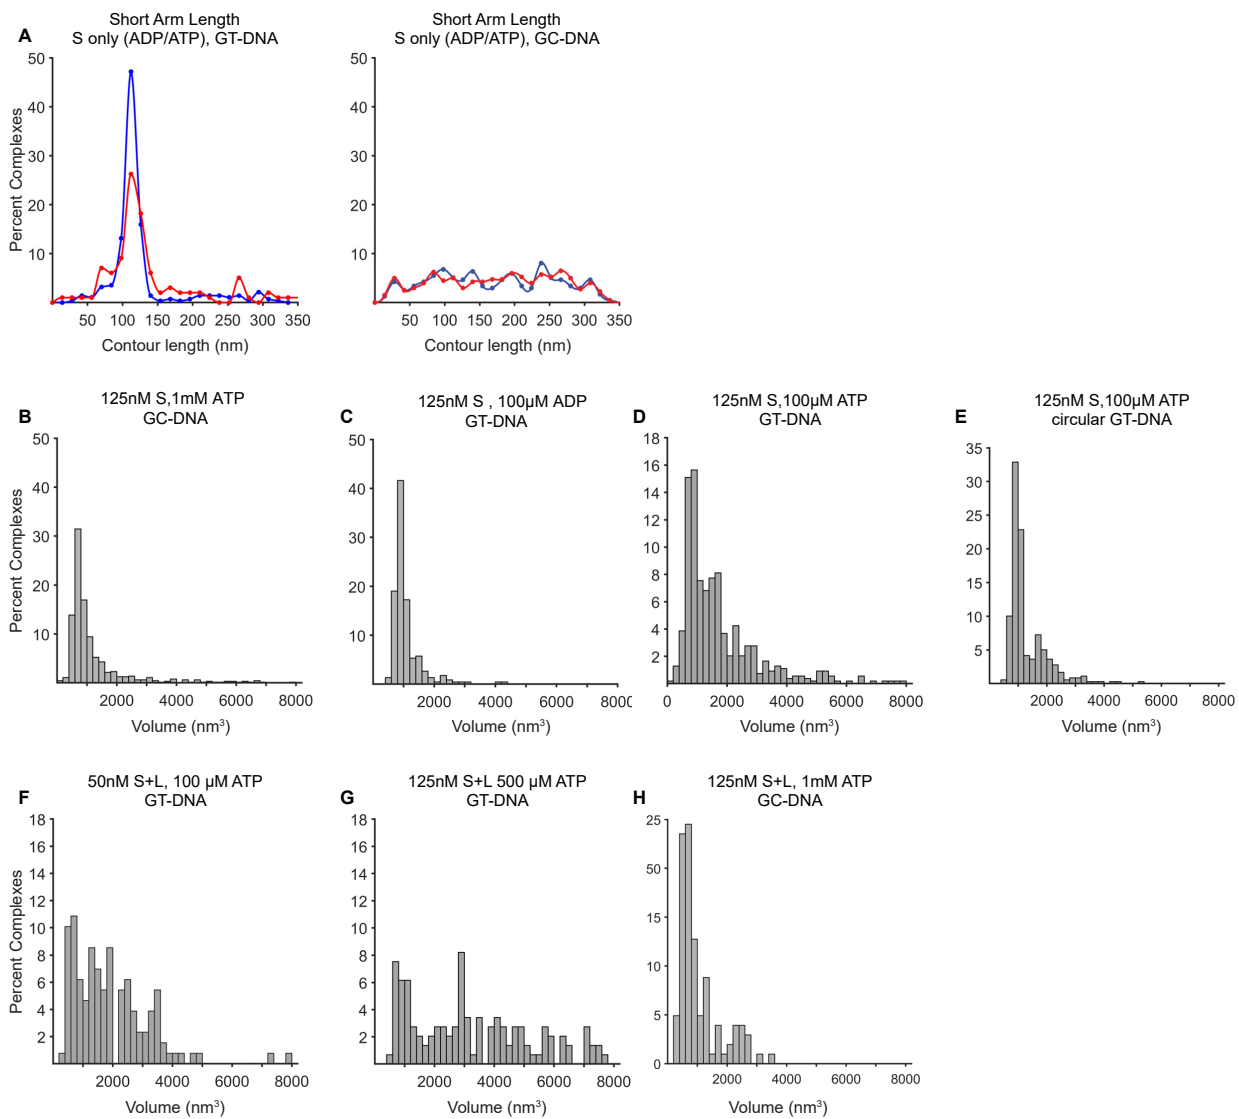 A
Short Arm Length
S only (ADP/ATP), GT-DNA
Percent Complexes
50
40
30
20
10
50 100 150 200 250 300 350
Contour length (nm)
Short Arm Length
S only (ADP/ATP), GC-DNA
50
40
30
20
10
50 100 150 200 250 300 350
Contour length (nm)
B
125nM S,1mM ATP
GC-DNA
Percent Complexes
50
40
30
20
10
2000 4000 6000 8000
Volume (nm³)
C
125nM S , 100µM ADP
GT-DNA
50
40
30
20
10
2000 4000 6000 8000
Volume (nm³)
D
125nM S,100µM ATP
GT-DNA
18
16
14
12
10
8
6
4
2
0 2000 4000 6000 8000
Volume (nm³)
E
125nM S,100µM ATP
circular GT-DNA
35
30
25
20
15
10
5
2000 4000 6000 8000
Volume (nm³)
F
50nM S+L, 100 µM ATP
GT-DNA
Percent Complexes
18
16
14
12
10
8
6
4
2
2000 4000 6000 8000
Volume (nm³)
G
125nM S+L 500 µM ATP
GT-DNA
18
16
14
12
10
8
6
4
2
2000 4000 6000 8000
Volume (nm³)
H
125nM S+L, 1mM ATP
GC-DNA
25
50
15
10
5
0
2000 4000 6000 8000
Volume (nm³)